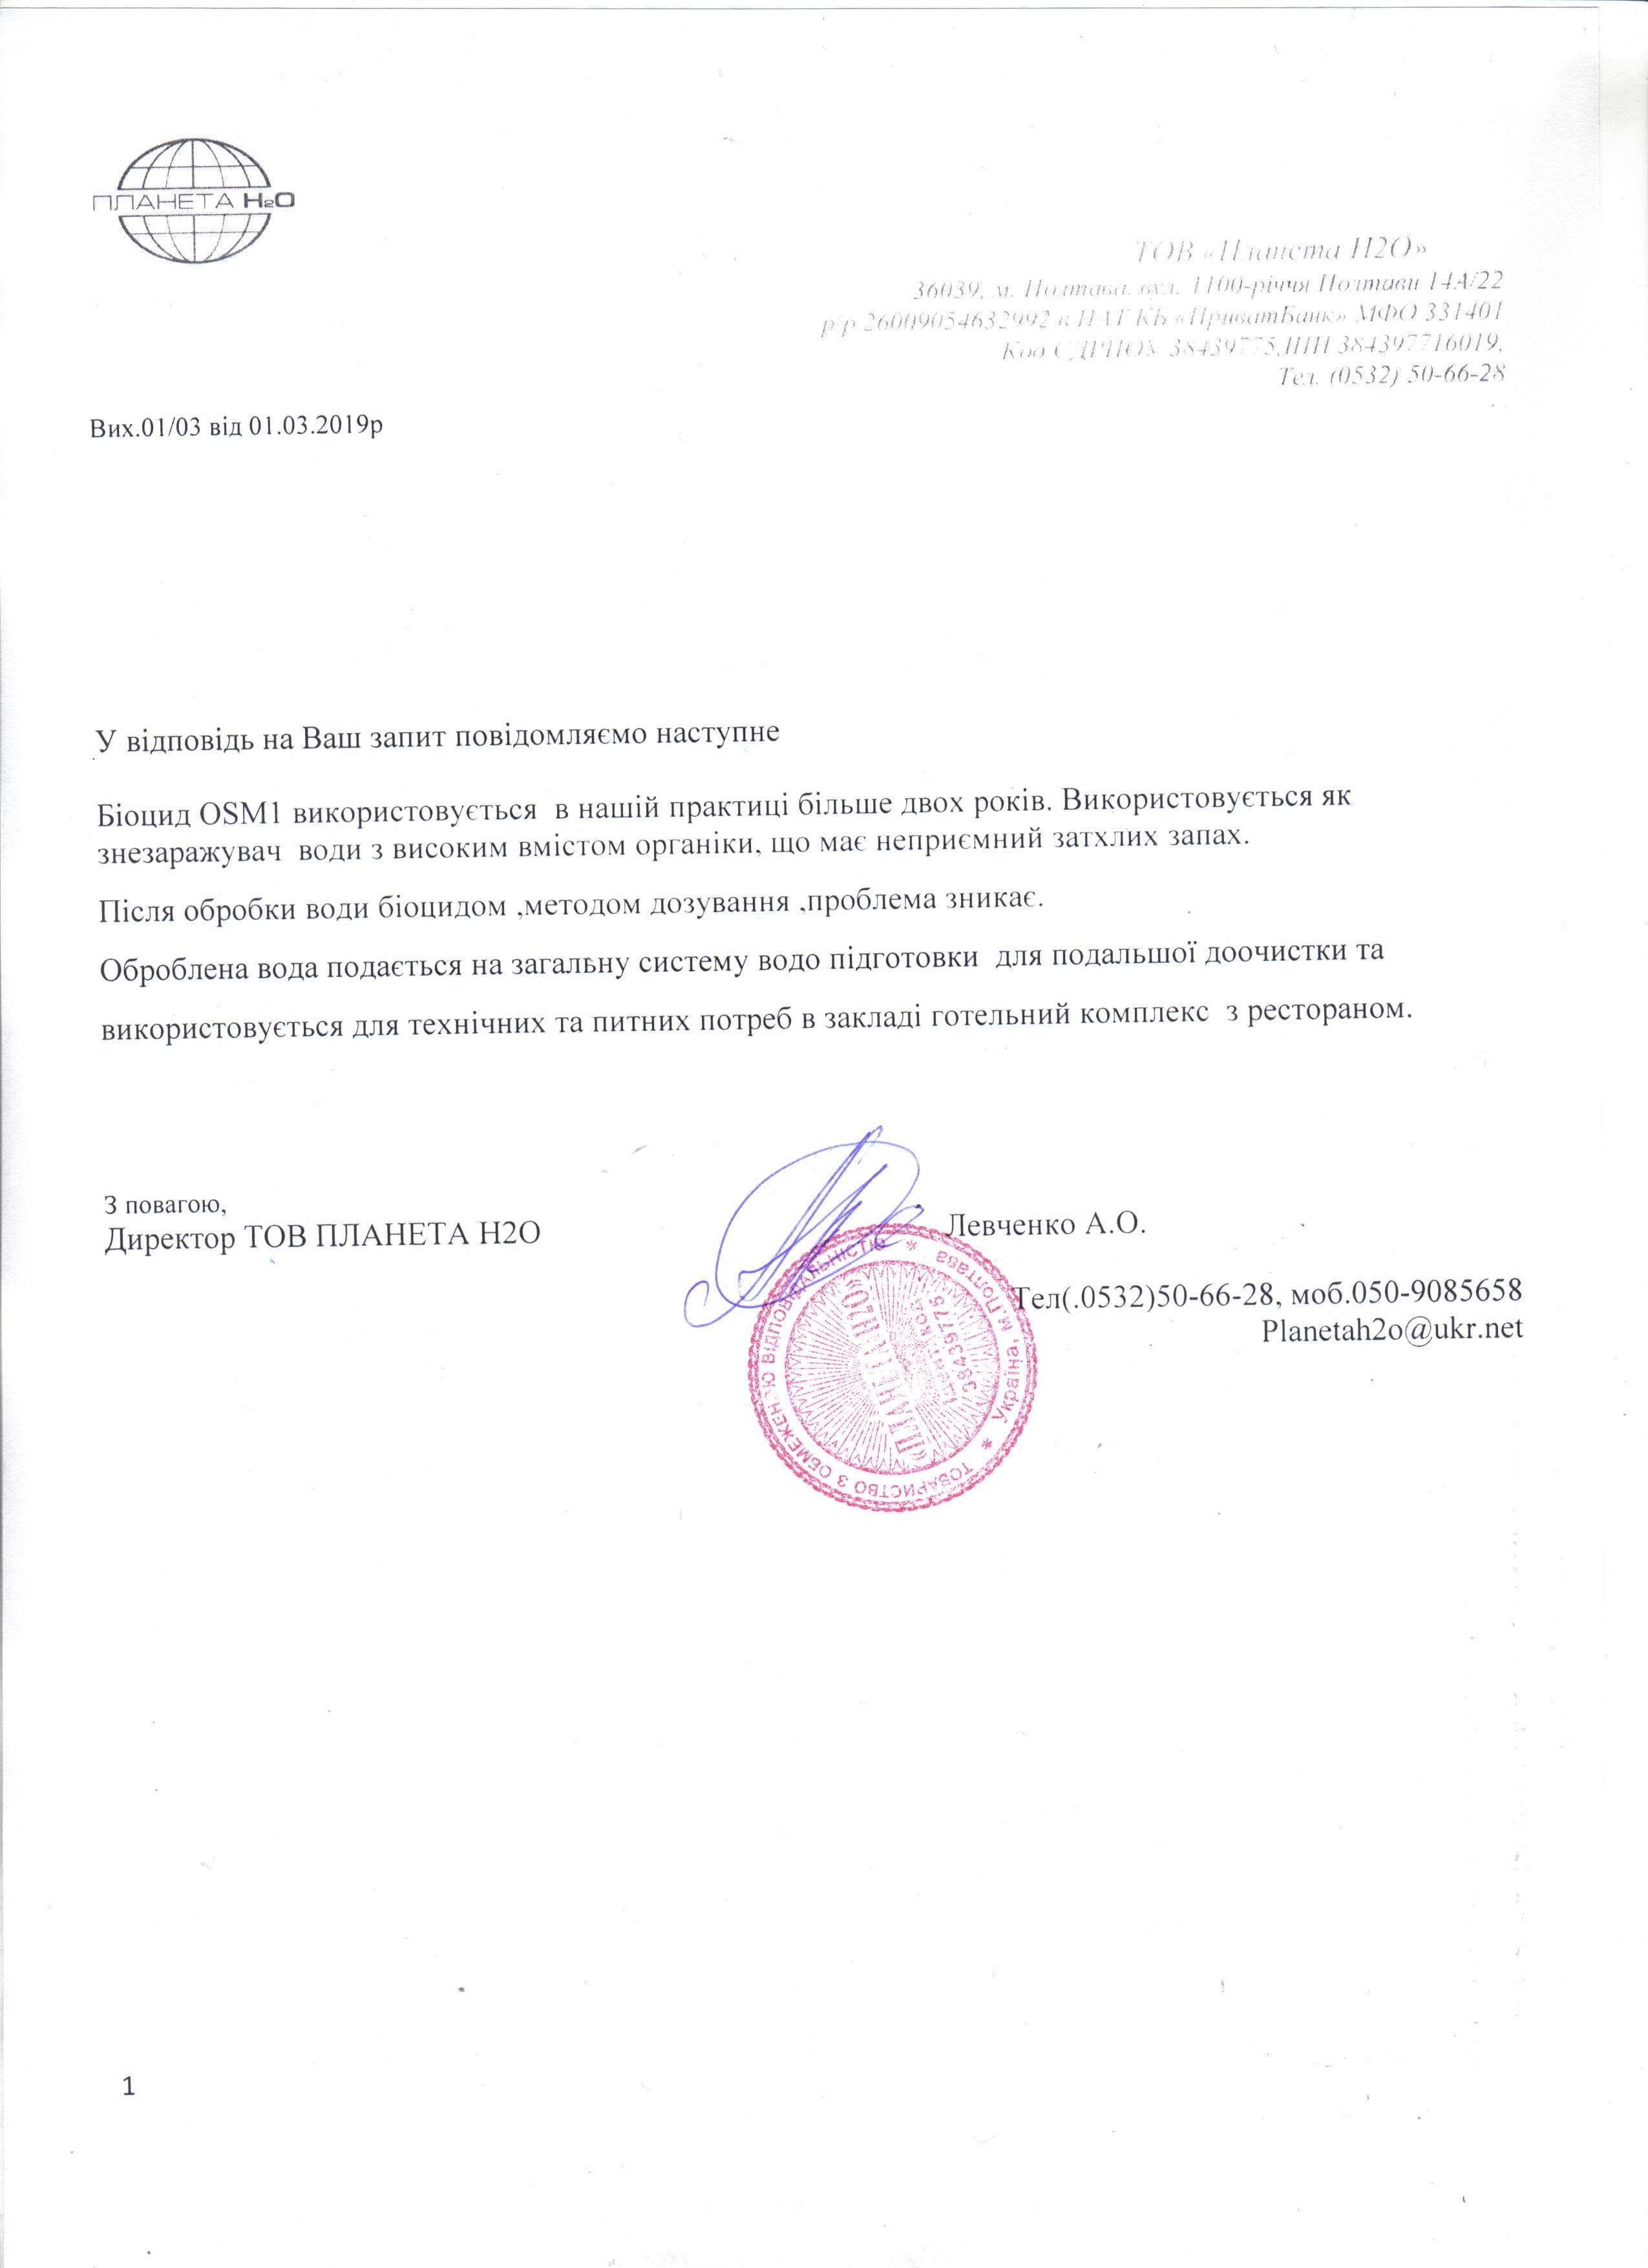 ПЛАНЕТА H₂O
ТОВ «Планета Н2О»
36039, м. Полтава, вул. 1100-річчя Полтави 14А/22
р/р 26009054632992 в ПАТ КБ «ПриватБанк» МФО 331401
Код ЄДРПОУ 38439775,ІПН 384397716019,
Тел. (0532) 50-66-28
Вих.01/03 від 01.03.2019р
У відповідь на Ваш запит повідомляємо наступне
Біоцид OSM1 використовується в нашій практиці більше двох років. Використовується як
знезаражувач води з високим вмістом органіки, що має неприємний затхлих запах.
Після обробки води біоцидом ,методом дозування ,проблема зникає.
Оброблена вода подається на загальну систему водо підготовки для подальшої доочистки та
використовується для технічних та питних потреб в закладі готельний комплекс з рестораном.
З повагою,
Директор ТОВ ПЛАНЕТА Н2О
Левченко А.О.
Тел(.0532)50-66-28, моб.050-9085658
Planetah2o@ukr.net
ТОВАРИСТВО З ОБМЕЖЕНОЮ ВІДПОВІДАЛЬНІСТЮ * Україна, м.Полтава *
«ПЛАНЕТА Н2О»
код
38439775
1